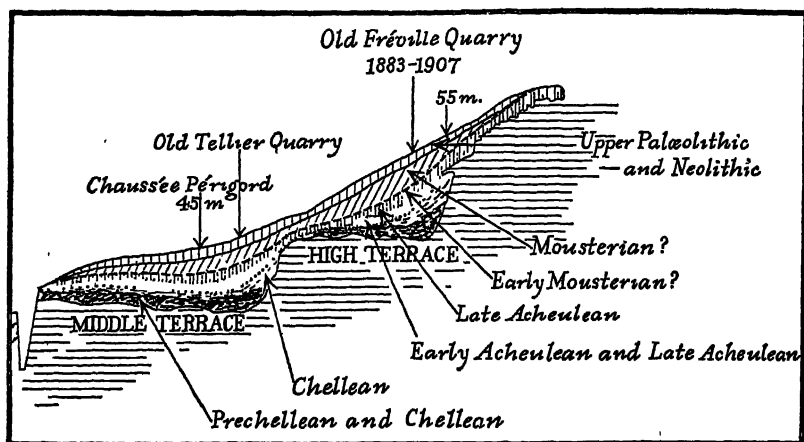 Old Fréville Quarry
1883-1907
55m.
Old Tellier Quarry
Upper Palæolithic
— and Neolithic
Chaussée Périgord
45m
Mousterian?
HIGH TERRACE
Early Mousterian?
Late Acheulean
MIDDLE TERRACE
Early Acheulean and Late Acheulean
Chellean
Prechellean and Chellean